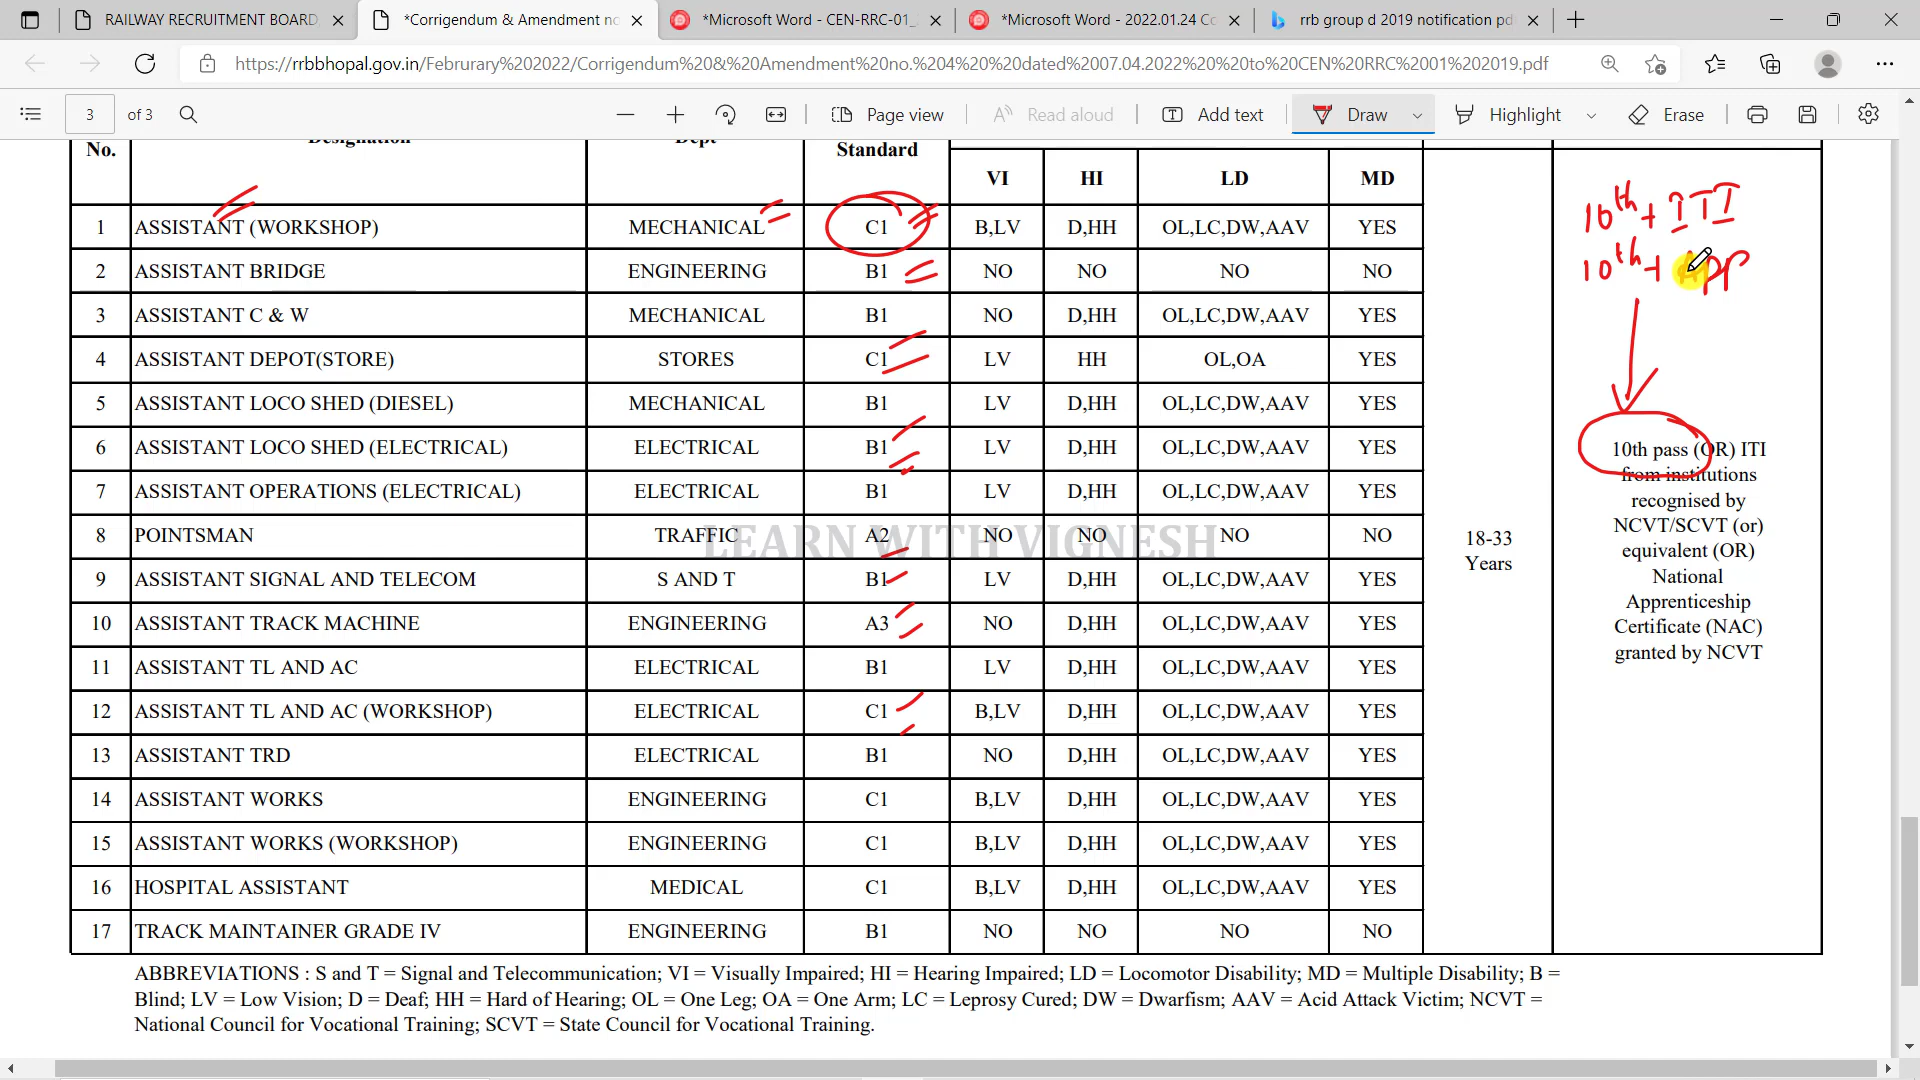 RAILWAY RECRUITMENT BOARD
*Corrigendum & Amendment no
*Microsoft Word - CEN-RRC-01_
*Microsoft Word - 2022.01.24 Co
rrb group d 2019 notification pd
https://rrbbhopal.gov.in/Februrary%202022/Corrigendum%20&%20Amendment%20no.%204%20%20dated%2007.04.2022%20%20to%20CEN%20RRC%2001%202019.pdf
3 of 3 Page view Read aloud Add text Draw Highlight Erase
No. Designation Dept Standard
VI HI LD MD
1 ASSISTANT (WORKSHOP) MECHANICAL C1 B,LV D,HH OL,LC,DW,AAV YES
10th + ITI
2 ASSISTANT BRIDGE ENGINEERING B1 NO NO NO NO
10th + APP
3 ASSISTANT C & W MECHANICAL B1 NO D,HH OL,LC,DW,AAV YES
4 ASSISTANT DEPOT(STORE) STORES C1 LV HH OL,OA YES
5 ASSISTANT LOCO SHED (DIESEL) MECHANICAL B1 LV D,HH OL,LC,DW,AAV YES
6 ASSISTANT LOCO SHED (ELECTRICAL) ELECTRICAL B1 LV D,HH OL,LC,DW,AAV YES
7 ASSISTANT OPERATIONS (ELECTRICAL) ELECTRICAL B1 LV D,HH OL,LC,DW,AAV YES
8 POINTSMAN TRAFFIC A2 NO NO NO NO
LEARN WITH VIGNESH
9 ASSISTANT SIGNAL AND TELECOM S AND T B1 LV D,HH OL,LC,DW,AAV YES
10 ASSISTANT TRACK MACHINE ENGINEERING A3 NO D,HH OL,LC,DW,AAV YES
11 ASSISTANT TL AND AC ELECTRICAL B1 LV D,HH OL,LC,DW,AAV YES
12 ASSISTANT TL AND AC (WORKSHOP) ELECTRICAL C1 B,LV D,HH OL,LC,DW,AAV YES
13 ASSISTANT TRD ELECTRICAL B1 NO D,HH OL,LC,DW,AAV YES
14 ASSISTANT WORKS ENGINEERING C1 B,LV D,HH OL,LC,DW,AAV YES
15 ASSISTANT WORKS (WORKSHOP) ENGINEERING C1 B,LV D,HH OL,LC,DW,AAV YES
16 HOSPITAL ASSISTANT MEDICAL C1 B,LV D,HH OL,LC,DW,AAV YES
17 TRACK MAINTAINER GRADE IV ENGINEERING B1 NO NO NO NO
18-33
Years
10th pass (OR) ITI
from institutions
recognised by
NCVT/SCVT (or)
equivalent (OR)
National
Apprenticeship
Certificate (NAC)
granted by NCVT
ABBREVIATIONS : S and T = Signal and Telecommunication; VI = Visually Impaired; HI = Hearing Impaired; LD = Locomotor Disability; MD = Multiple Disability; B =
Blind; LV = Low Vision; D = Deaf; HH = Hard of Hearing; OL = One Leg; OA = One Arm; LC = Leprosy Cured; DW = Dwarfism; AAV = Acid Attack Victim; NCVT =
National Council for Vocational Training; SCVT = State Council for Vocational Training.